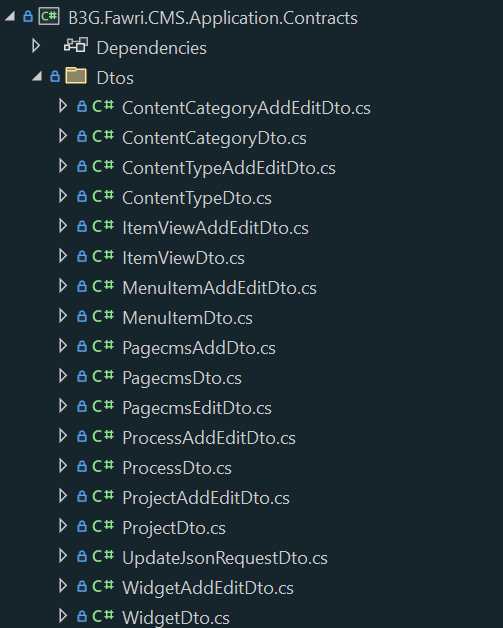 C# B3G.Fawri.CMS.Application.Contracts
Dependencies
Dtos
C# ContentCategoryAddEditDto.cs
C# ContentCategoryDto.cs
C# ContentTypeAddEditDto.cs
C# ContentTypeDto.cs
C# ItemViewAddEditDto.cs
C# ItemViewDto.cs
C# MenuItemAddEditDto.cs
C# MenuItemDto.cs
C# PagecmsAddDto.cs
C# PagecmsDto.cs
C# PagecmsEditDto.cs
C# ProcessAddEditDto.cs
C# ProcessDto.cs
C# ProjectAddEditDto.cs
C# ProjectDto.cs
C# UpdateJsonRequestDto.cs
C# WidgetAddEditDto.cs
C# WidgetDto.cs